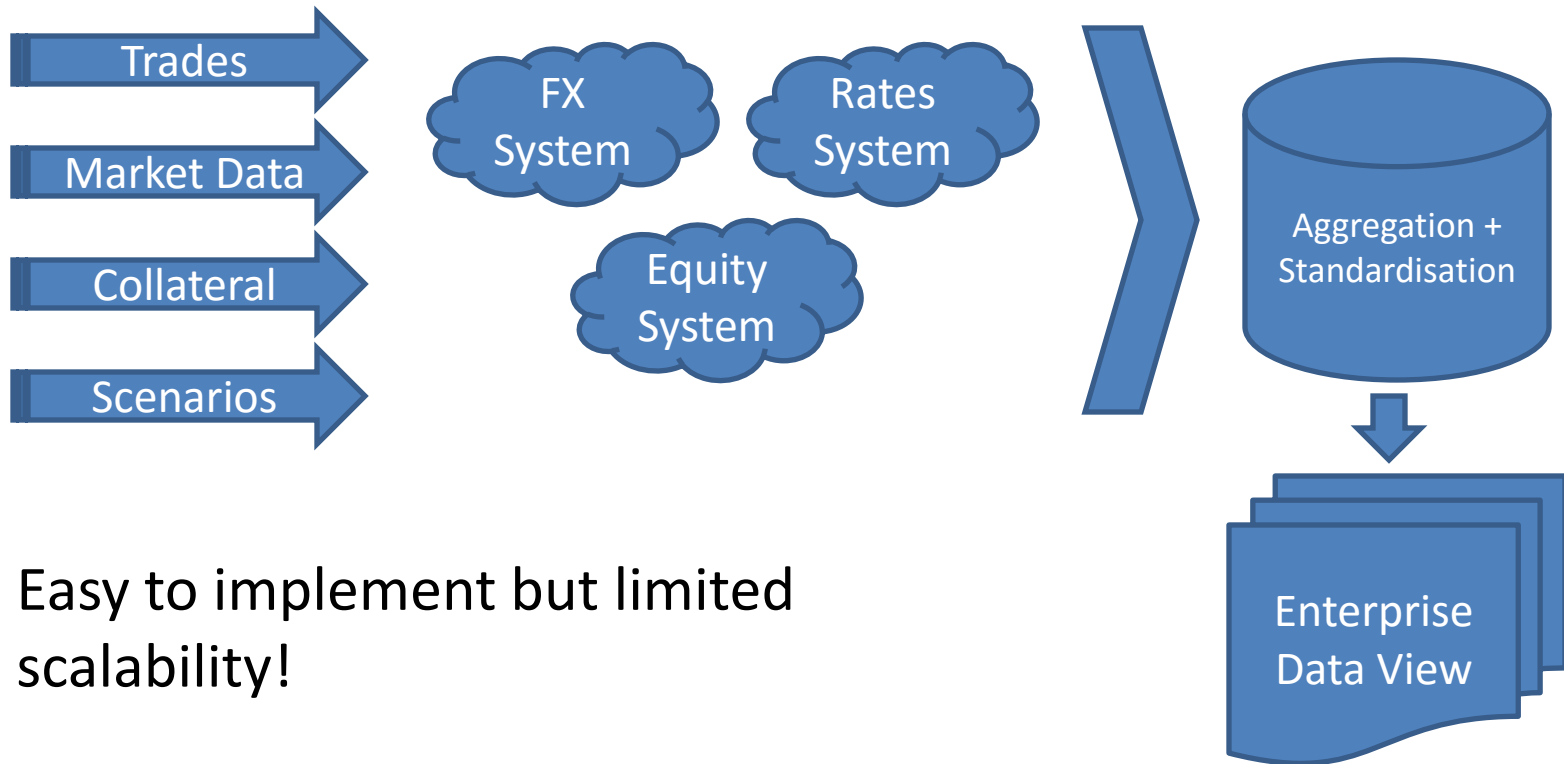 Trades
Market Data
Collateral
Scenarios
FX
System
Rates
System
Equity
System
Aggregation +
Standardisation
Enterprise
Data View
Easy to implement but limited
scalability!